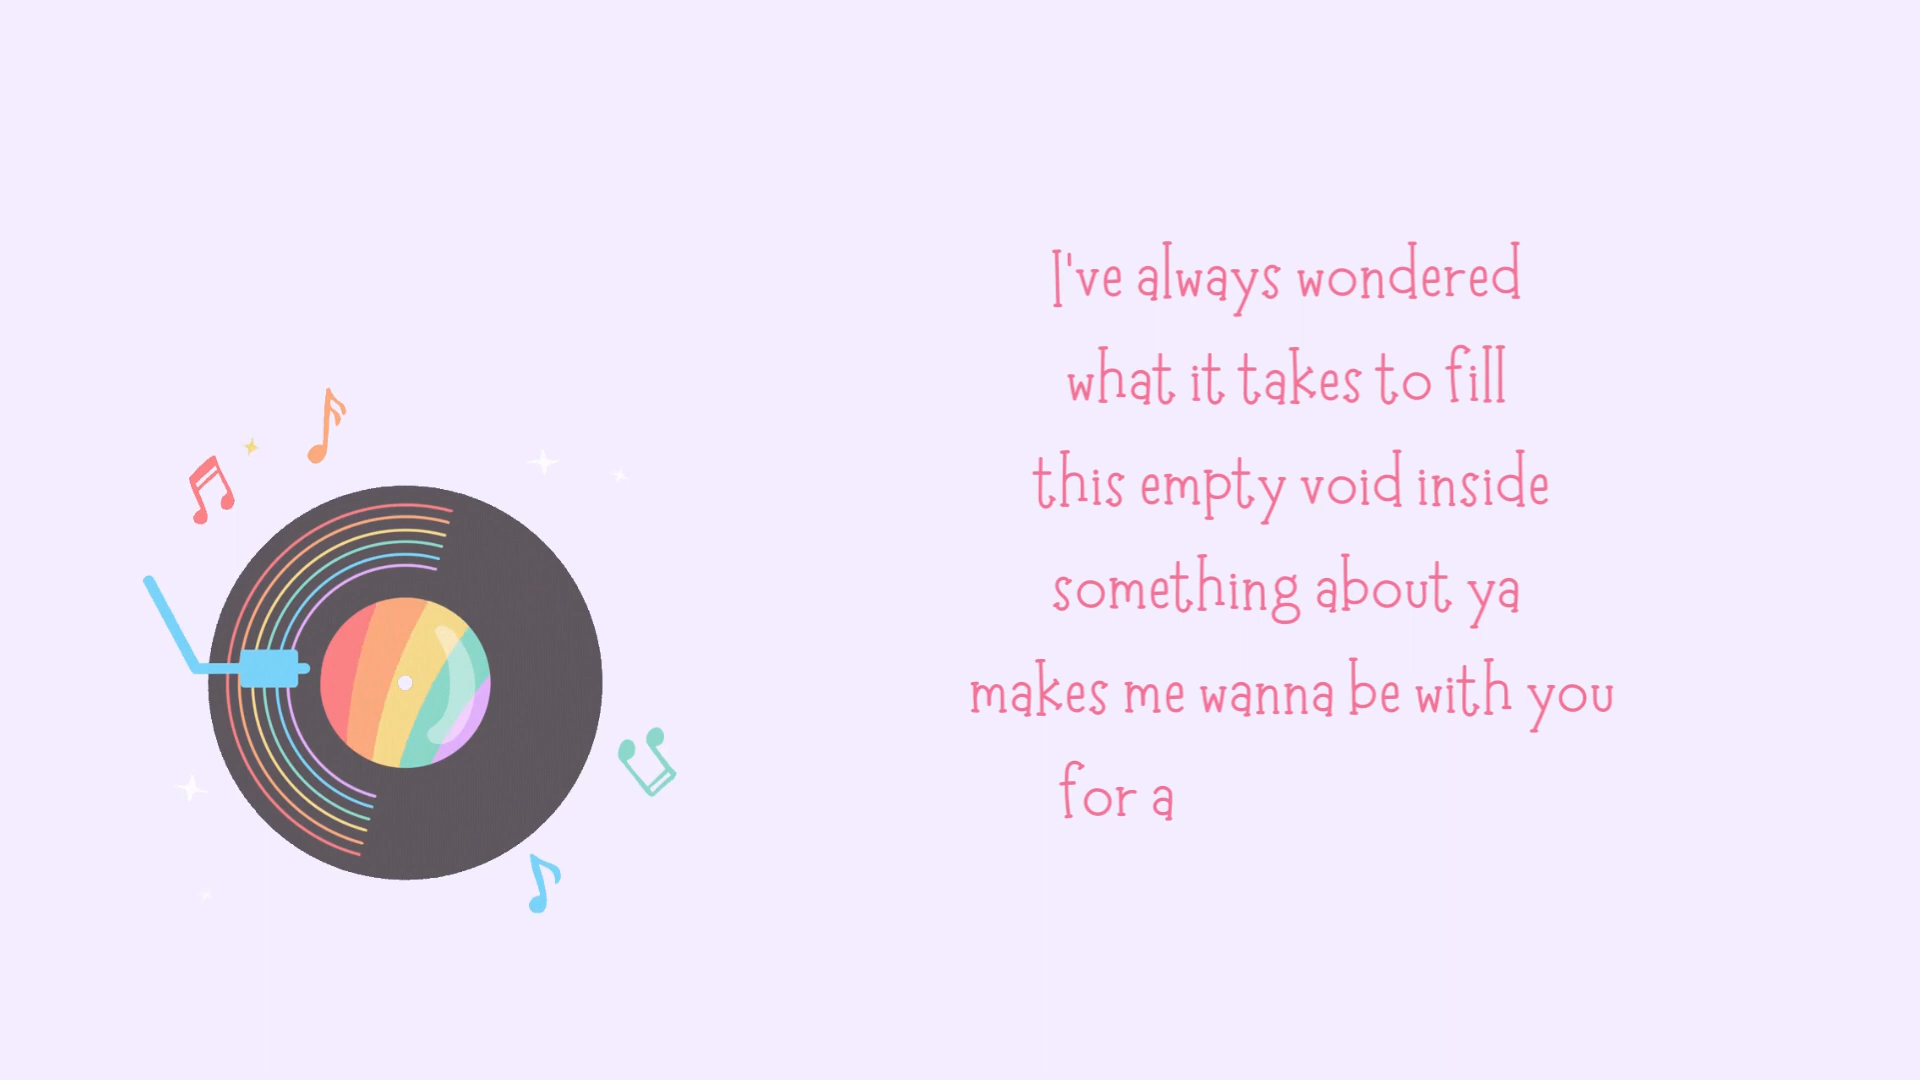 I've always wondered
what it takes to fill
this empty void inside
something about ya
makes me wanna be with you
for a